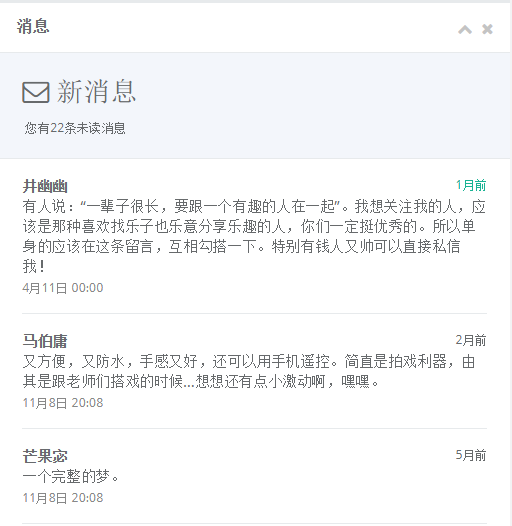 消息
新消息
您有22条未读消息
井幽幽
1月前
有人说：“一辈子很长，要跟一个有趣的人在一起”。我想关注我的人，应
该是那种喜欢找乐子也乐意分享乐趣的人，你们一定挺优秀的。所以单
身的应该在这条留言，互相勾搭一下。特别有钱人又帅可以直接私信
我！
4月11日 00:00
马伯庸
2月前
又方便，又防水，手感又好，还可以用手机遥控。简直是拍戏利器，由
其是跟老师们搭戏的时候...想想还有点小激动啊，嘿嘿。
11月8日 20:08
芒果宓
5月前
一个完整的梦。
11月8日 20:08